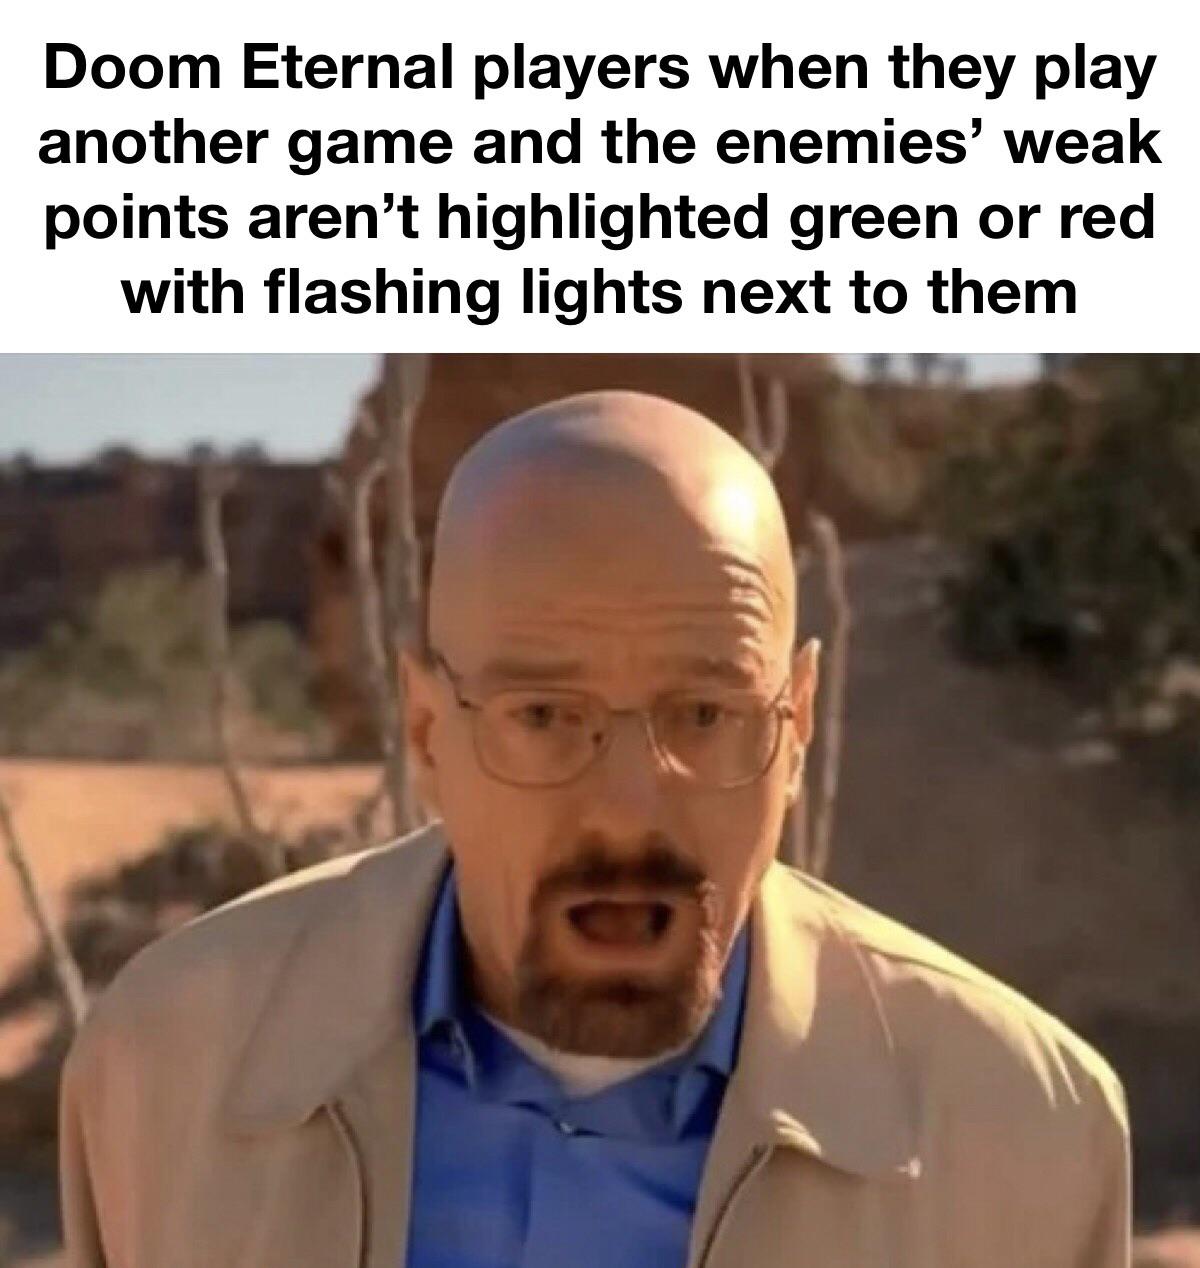 Doom Eternal players when they play
another game and the enemies’ weak
points aren’t highlighted green or red
with flashing lights next to them